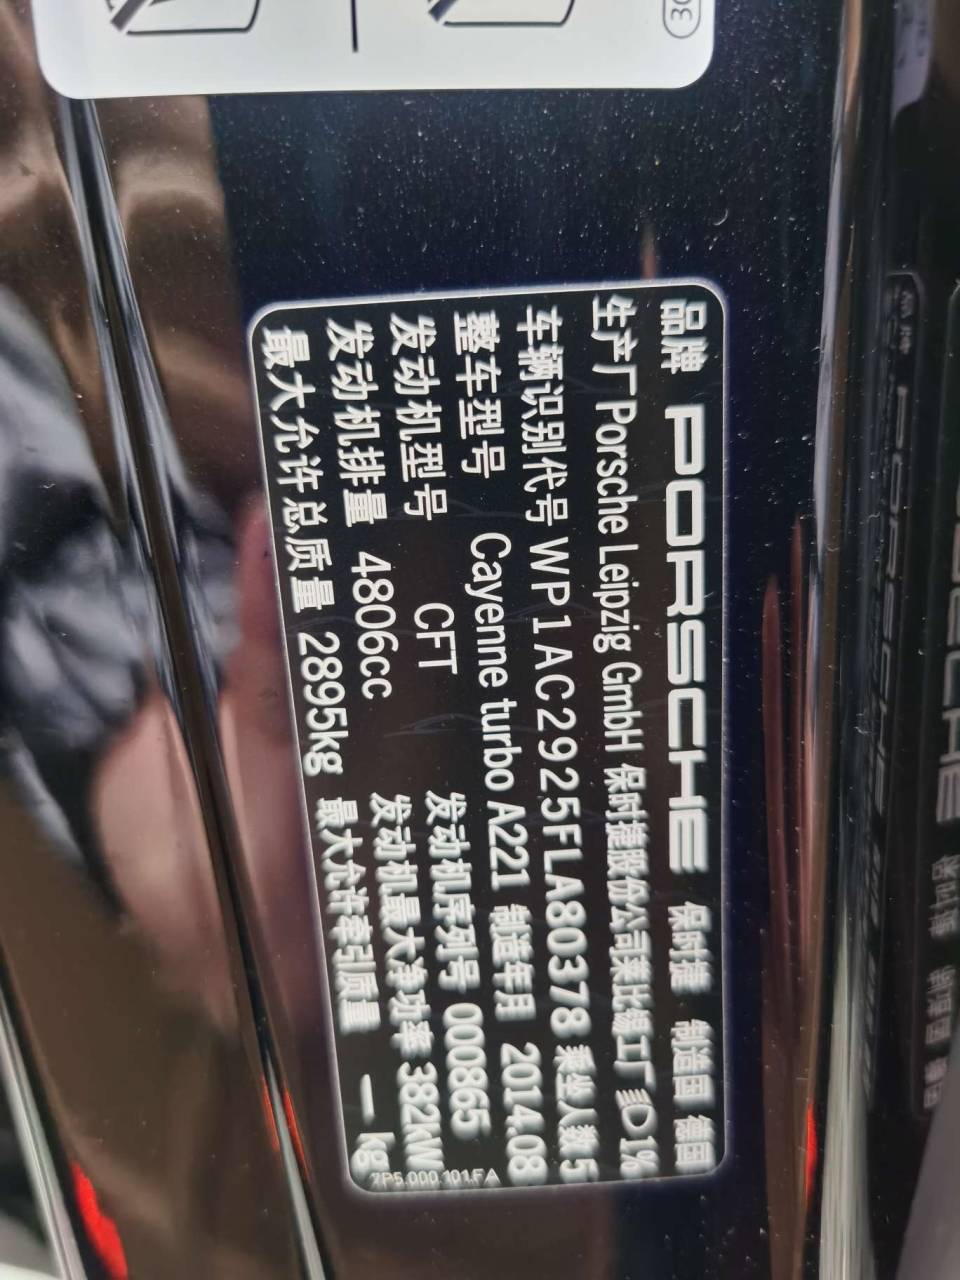 品牌 PORSCHE 保时捷 制造国 德国
生产厂 Porsche Leipzig GmbH 保时捷股份公司莱比锡工厂 1%
车辆识别代号 WP1AC2925FLA80378 乘坐人数 5
整车型号 Cayenne turbo A221 制造年月 2014.08
发动机型号 CFT 发动机序列号 000865
发动机排量 4806cc 发动机最大净功率 382kW
最大允许总质量 2895kg 最大允许牵引质量 — kg
7P5.000.101.FA